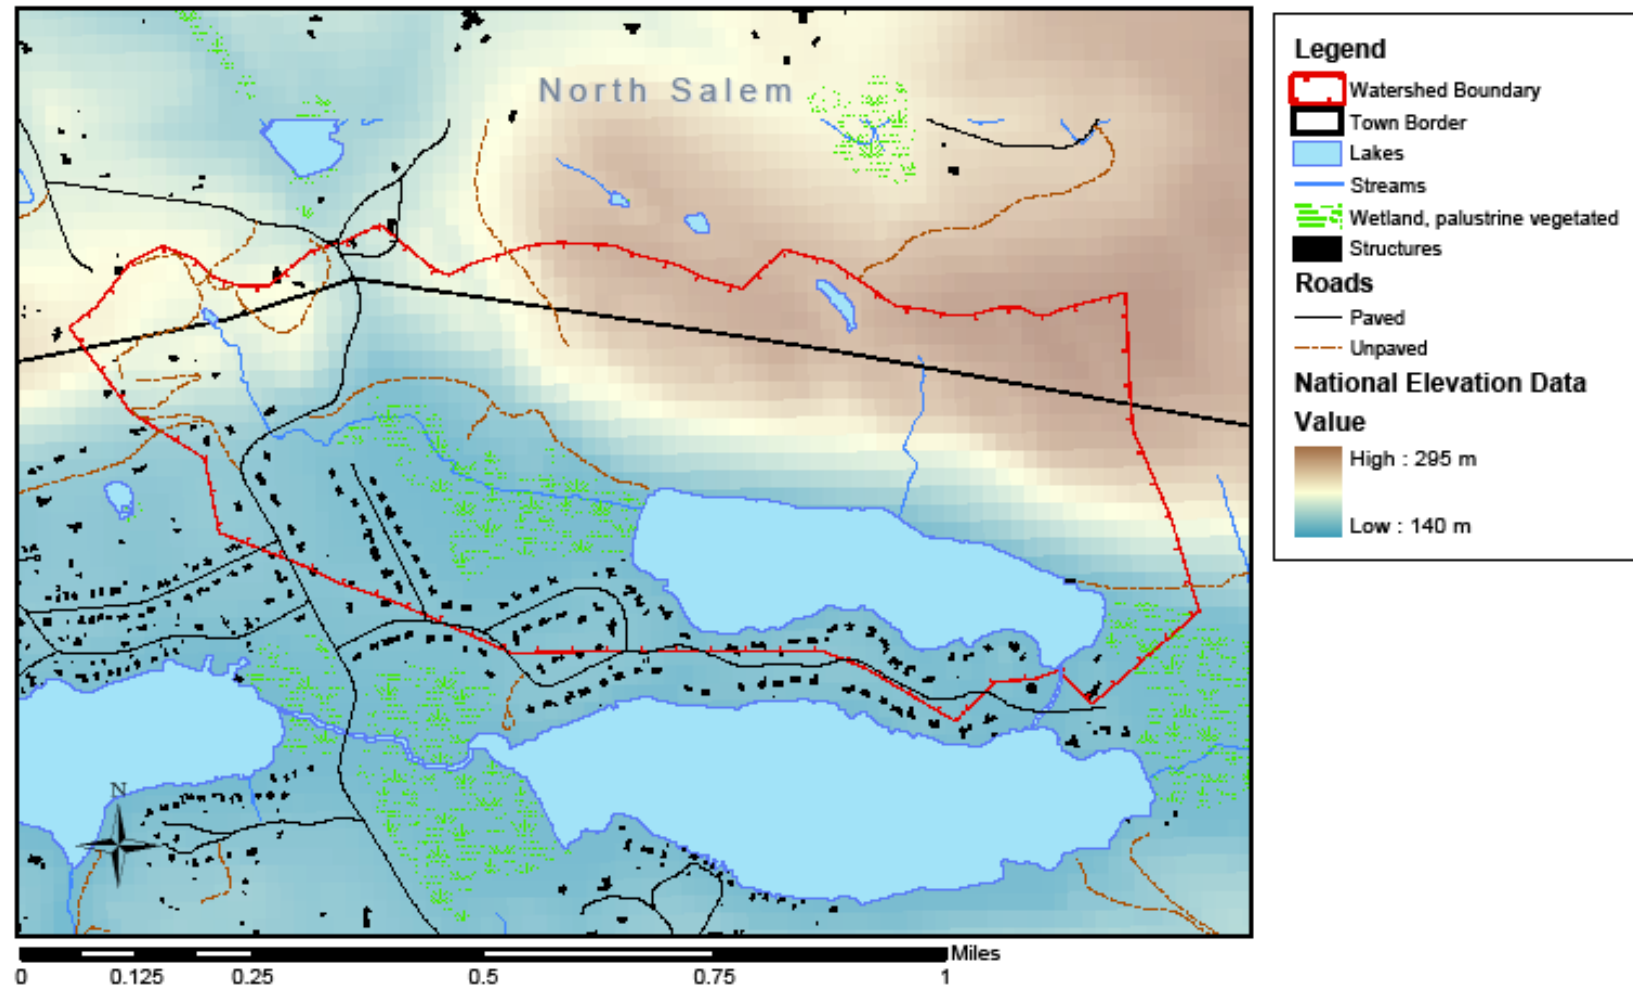 North Salem
N
0 0.125 0.25 0.5 0.75 1 Miles
Legend
Watershed Boundary
Town Border
Lakes
Streams
Wetland, palustrine vegetated
Structures
Roads
Paved
Unpaved
National Elevation Data
Value
High : 295 m
Low : 140 m